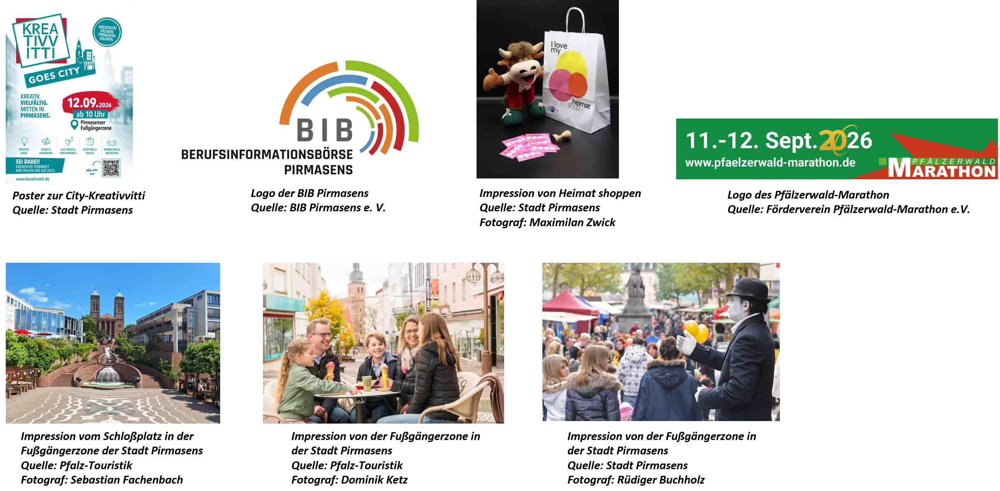 KREA
TIVV
ITTI
GOES CITY
KREATIVITÄT
ERLEBEN.
PIRMASENS
ERLEBEN.
KREATIV.
VIELFÄLTIG.
MITTEN IN
PIRMASENS.
12.09.2026
ab 10 Uhr
Pirmasenser
Fußgängerzone
KREATIVE
IDEEN
KUNST &
HANDWERK
LIVE-MUSIK &
PERFORMANCE
SHOPPING &
GENUSS
MITMACHEN &
ENTDECKEN
SEI DABEI!
KREATIVITÄT VERBINDET.
WIR FREUEN UNS AUF DICH.
Mehr Infos
hier
www.kreativvitti.de
Poster zur City-Kreativvitti
Quelle: Stadt Pirmasens
BIB
BERUFSINFORMATIONSBÖRSE
PIRMASENS
Logo der BIB Pirmasens
Quelle: BIB Pirmasens e. V.
I love
my
heimat
shop
Impression von Heimat shoppen
Quelle: Stadt Pirmasens
Fotograf: Maximilan Zwick
11.-12. Sept. 2026
www.pfaelzerwald-marathon.de
PFÄLZERWALD
MARATHON
Logo des Pfälzerwald-Marathon
Quelle: Förderverein Pfälzerwald-Marathon e.V.
Impression vom Schloßplatz in der
Fußgängerzone der Stadt Pirmasens
Quelle: Pfalz-Touristik
Fotograf: Sebastian Fachenbach
Impression von der Fußgängerzone in
der Stadt Pirmasens
Quelle: Pfalz-Touristik
Fotograf: Dominik Ketz
Impression von der Fußgängerzone in
der Stadt Pirmasens
Quelle: Stadt Pirmasens
Fotograf: Rüdiger Buchholz